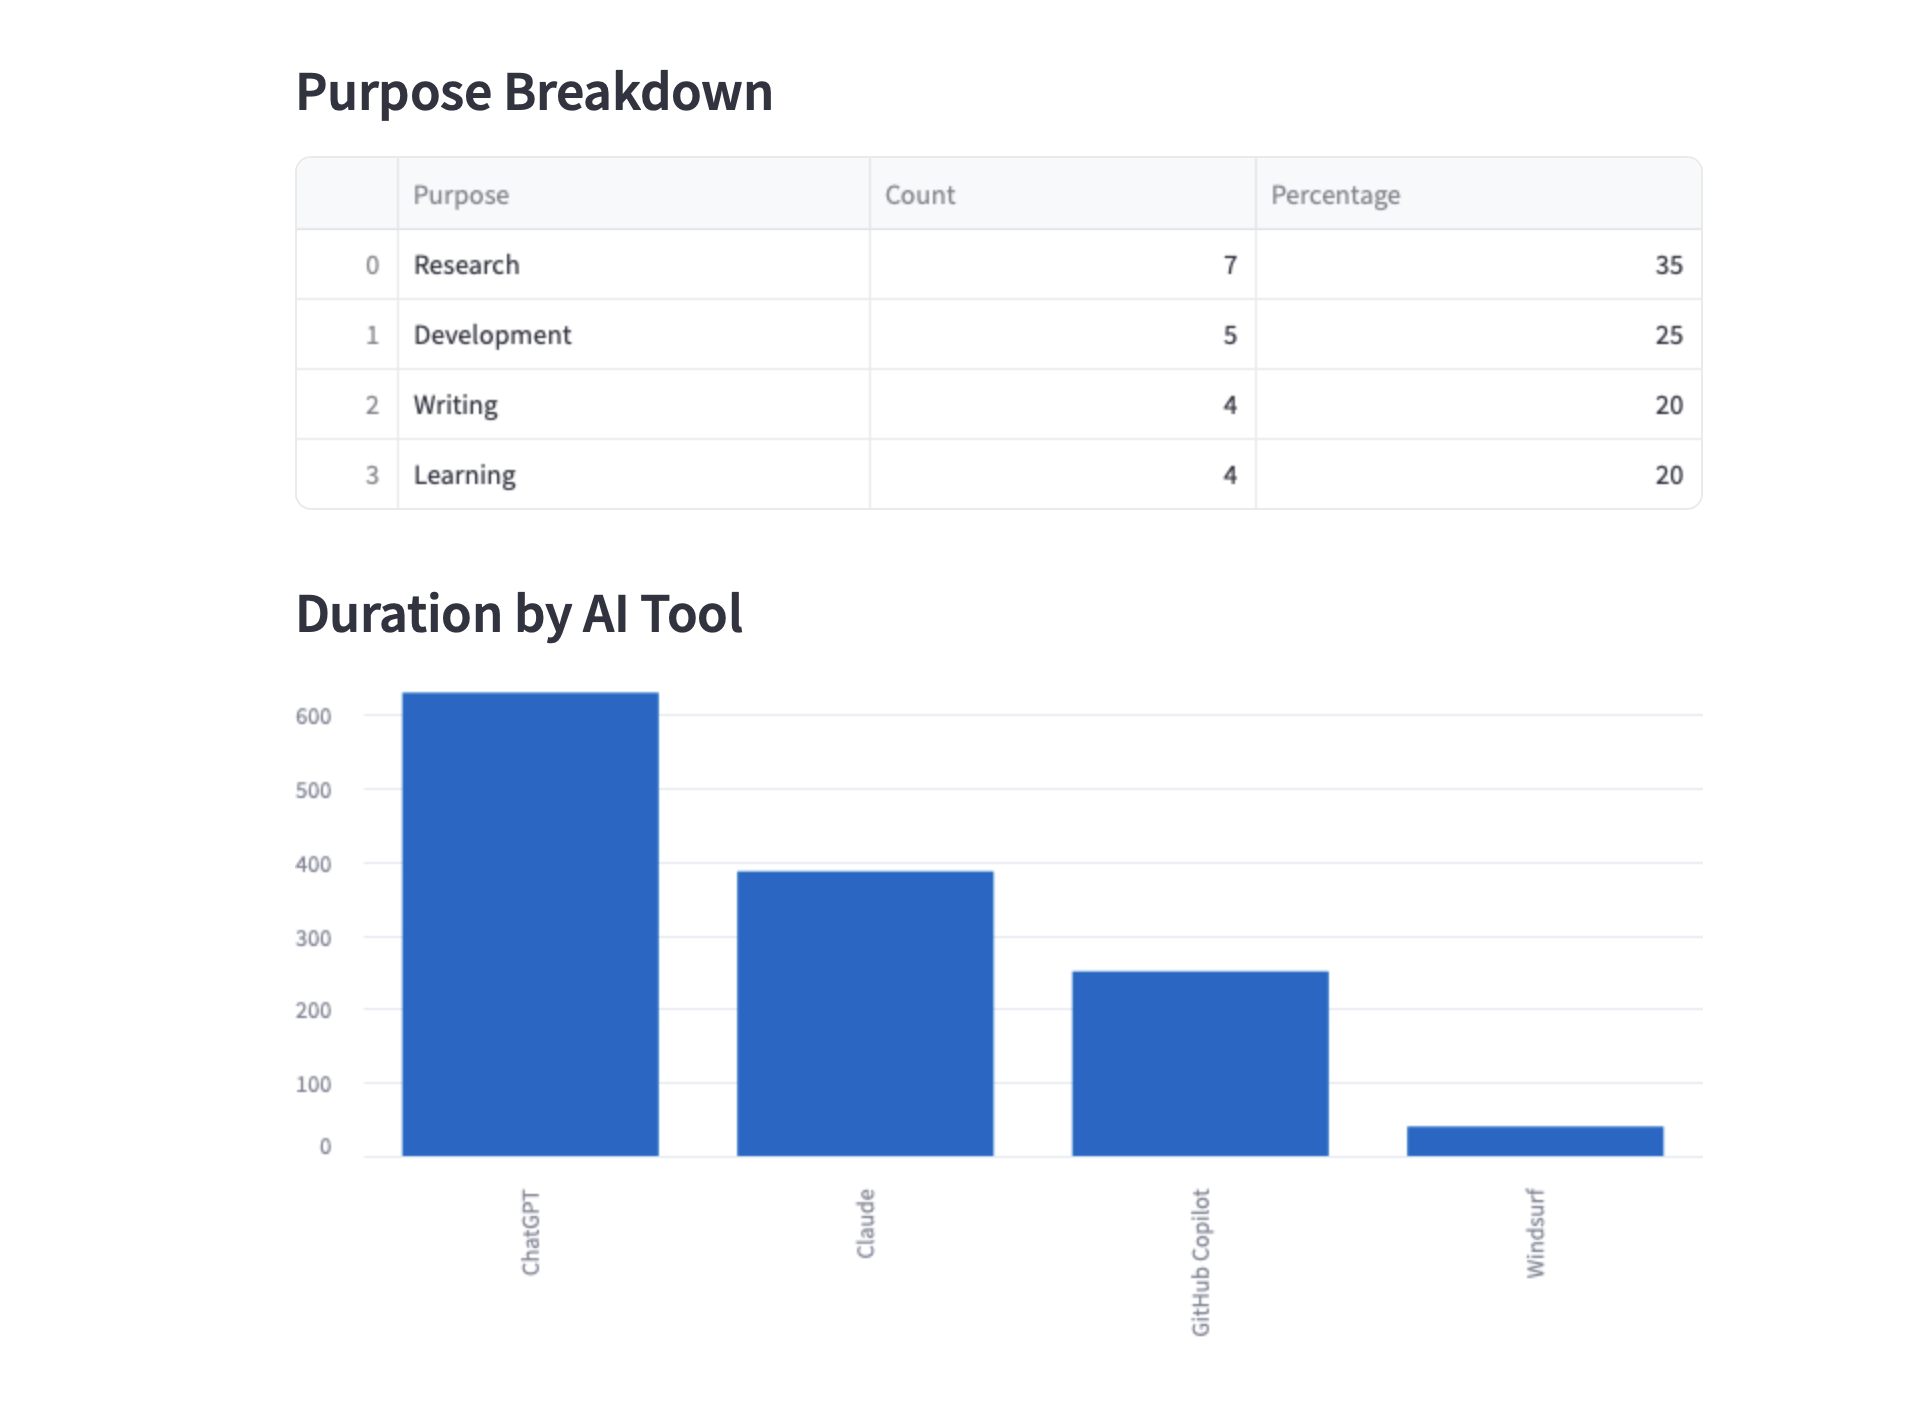 Purpose Breakdown
Purpose Count Percentage
0 Research 7 35
1 Development 5 25
2 Writing 4 20
3 Learning 4 20
Duration by AI Tool
600
500
400
300
200
100
0
ChatGPT
Claude
GitHub Copilot
Windsurf